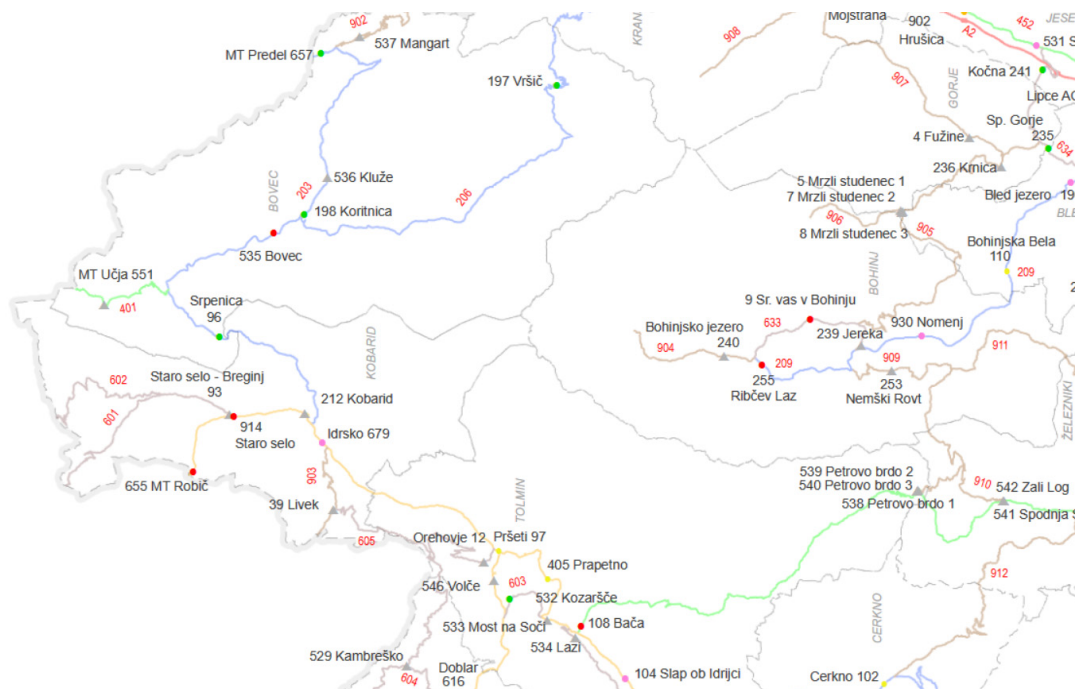 902
537 Mangart
MT Predel 657
197 Vršič
KRAN
908
Mojstrana
902
Hrušica
A2
452
JESE
531 S
Kočna 241
Lipce AC
907
GORJE
Sp. Gorje
235
634
4 Fužine
236 Krnica
536 Kluže
203
BOVEC
198 Koritnica
206
535 Bovec
5 Mrzli studenec 1
7 Mrzli studenec 2
906
905
8 Mrzli studenec 3
Bled jezero
19
BLE
Bohinjska Bela
110
209
MT Učja 551
401
Srpenica
96
KOBARID
BOHINJ
9 Sr. vas v Bohinju
633
930 Nomenj
239 Jereka
Bohinjsko jezero
240
904
209
255
Ribčev Laz
909
253
Nemški Rovt
911
2
ŽELEZNIKI
602
601
Staro selo - Breginj
93
914
Staro selo
212 Kobarid
Idrsko 679
655 MT Robič
903
39 Livek
605
TOLMIN
539 Petrovo brdo 2
540 Petrovo brdo 3
538 Petrovo brdo 1
910
542 Zali Log
541 Spodnja S
Orehovje 12
Pršeti 97
405 Prapetno
546 Volče
603
532 Kozaršče
533 Most na Soči
108 Bača
534 Lazi
912
CERKNO
529 Kambreško
604
Doblar
616
104 Slap ob Idrijci
Cerkno 102